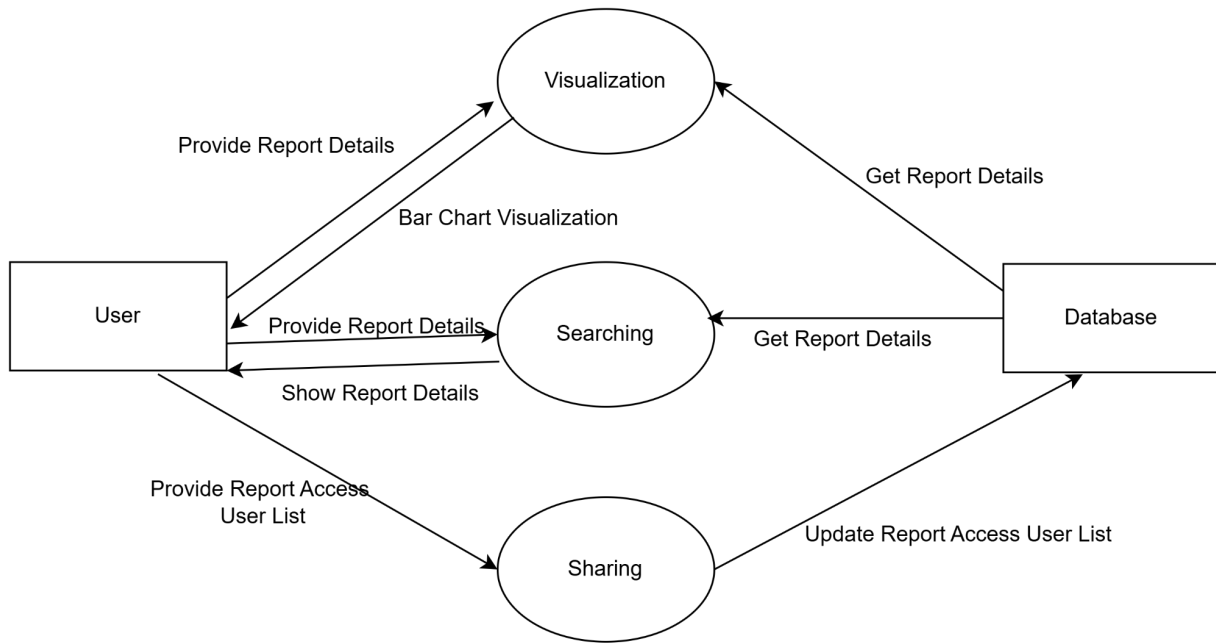 Visualization
Provide Report Details
Get Report Details
Bar Chart Visualization
User
Provide Report Details
Searching
Get Report Details
Database
Show Report Details
Provide Report Access
User List
Update Report Access User List
Sharing